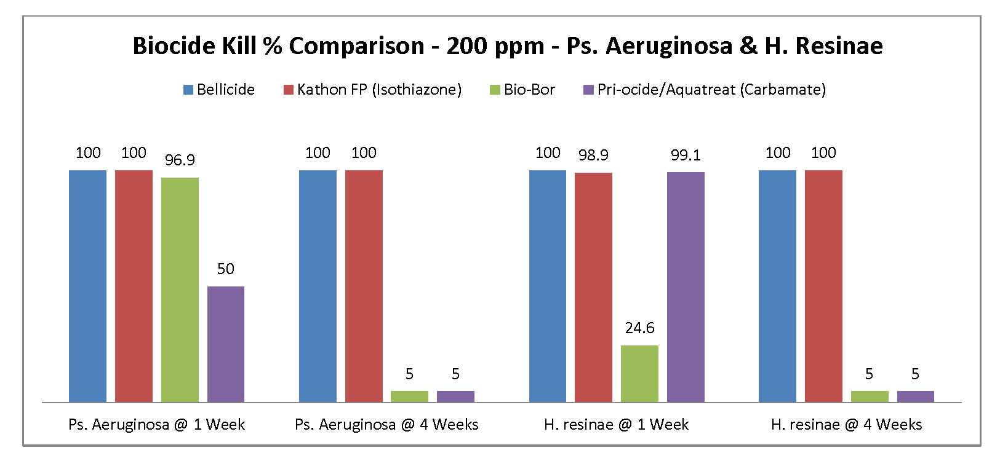 Biocide Kill % Comparison - 200 ppm - Ps. Aeruginosa & H. Resinae
Bellicide Kathon FP (Isothiazone) Bio-Bor Pri-ocide/Aquatreat (Carbamate)
100 100 96.9 50 100 100 5 5 100 98.9 24.6 99.1 100 100 5 5
Ps. Aeruginosa @ 1 Week Ps. Aeruginosa @ 4 Weeks H. resinae @ 1 Week H. resinae @ 4 Weeks